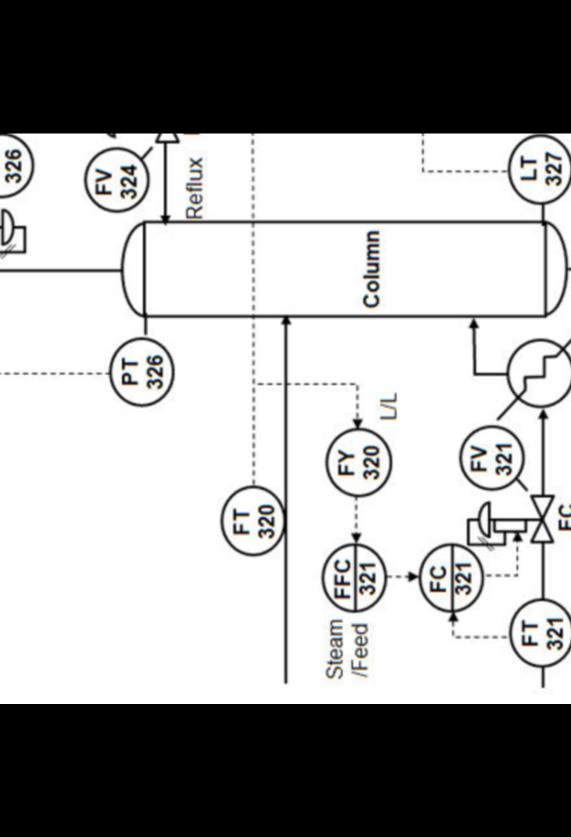 326
FV
324
PT
326
Reflux
FT
320
Column
Steam
/Feed
FFC
321
FY
320
L/L
FC
321
FV
321
FT
321
LT
327
FC